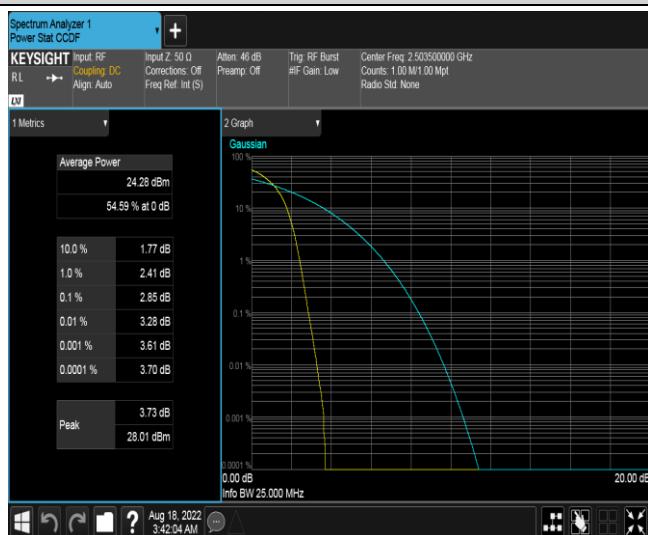 Spectrum Analyzer 1
Power Stat CCDF
+
KEYSIGHT
RL
LXI
Input: RF
Coupling: DC
Align: Auto
Input Z: 50 Ω
Corrections: Off
Freq Ref: Int (S)
Atten: 46 dB
Preamp: Off
Trig: RF Burst
#IF Gain: Low
Center Freq: 2.503500000 GHz
Counts: 1.00 M/1.00 Mpt
Radio Std: None
1 Metrics
Average Power
24.28 dBm
54.59 % at 0 dB
10.0 % 1.77 dB
1.0 % 2.41 dB
0.1 % 2.85 dB
0.01 % 3.28 dB
0.001 % 3.61 dB
0.0001 % 3.70 dB
Peak
3.73 dB
28.01 dBm
2 Graph
Gaussian
100 %
10 %
1 %
0.1 %
0.01 %
0.001 %
0.0001 %
0.00 dB
20.00 dB
Info BW 25.000 MHz
?
Aug 18, 2022
3:42:04 AM